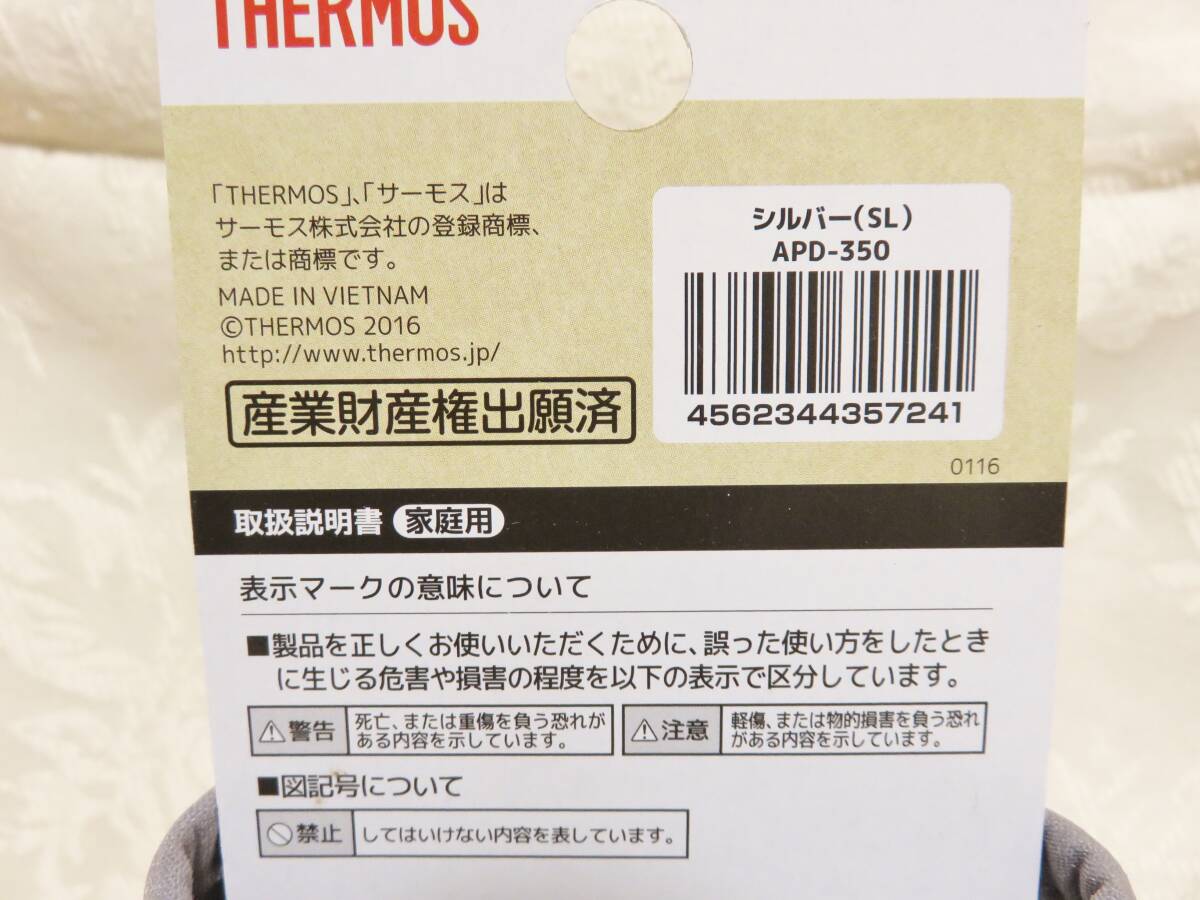 THERMOS
「THERMOS」、「サーモス」は
サーモス株式会社の登録商標、
または商標です。
MADE IN VIETNAM
©THERMOS 2016
http://www.thermos.jp/
産業財産権出願済
シルバー(SL)
APD-350
4562344357241
0116
取扱説明書 家庭用
表示マークの意味について
■製品を正しくお使いいただくために、誤った使い方をしたとき
に生じる危害や損害の程度を以下の表示で区分しています。
⚠警告 死亡、または重傷を負う恐れが
ある内容を示しています。
⚠注意 軽傷、または物的損害を負う恐れ
がある内容を示しています。
■図記号について
禁止 してはいけない内容を表しています。